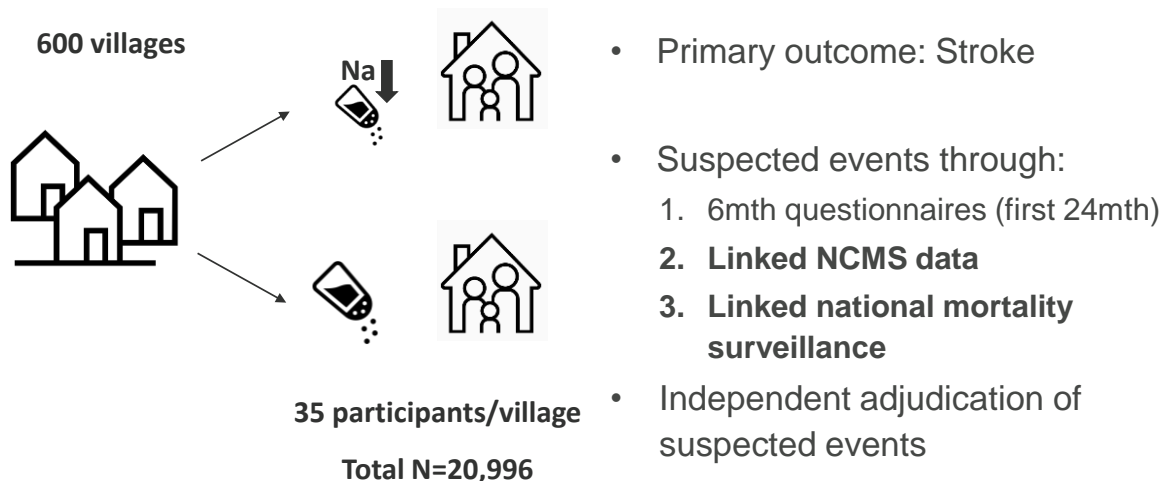 600 villages
Na
35 participants/village
Total N=20,996
• Primary outcome: Stroke
• Suspected events through:
1. 6mth questionnaires (first 24mth)
2. Linked NCMS data
3. Linked national mortality
surveillance
• Independent adjudication of
suspected events